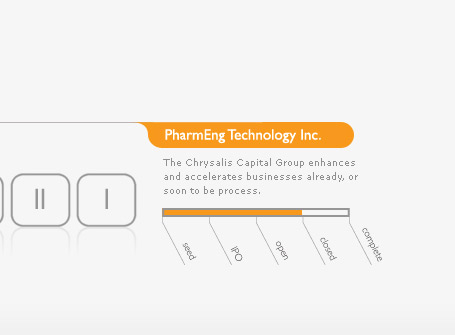 PharmEng Technology Inc.
The Chrysalis Capital Group enhances
and accelerates businesses already, or
soon to be process.
II I
seed IPO open closed complete